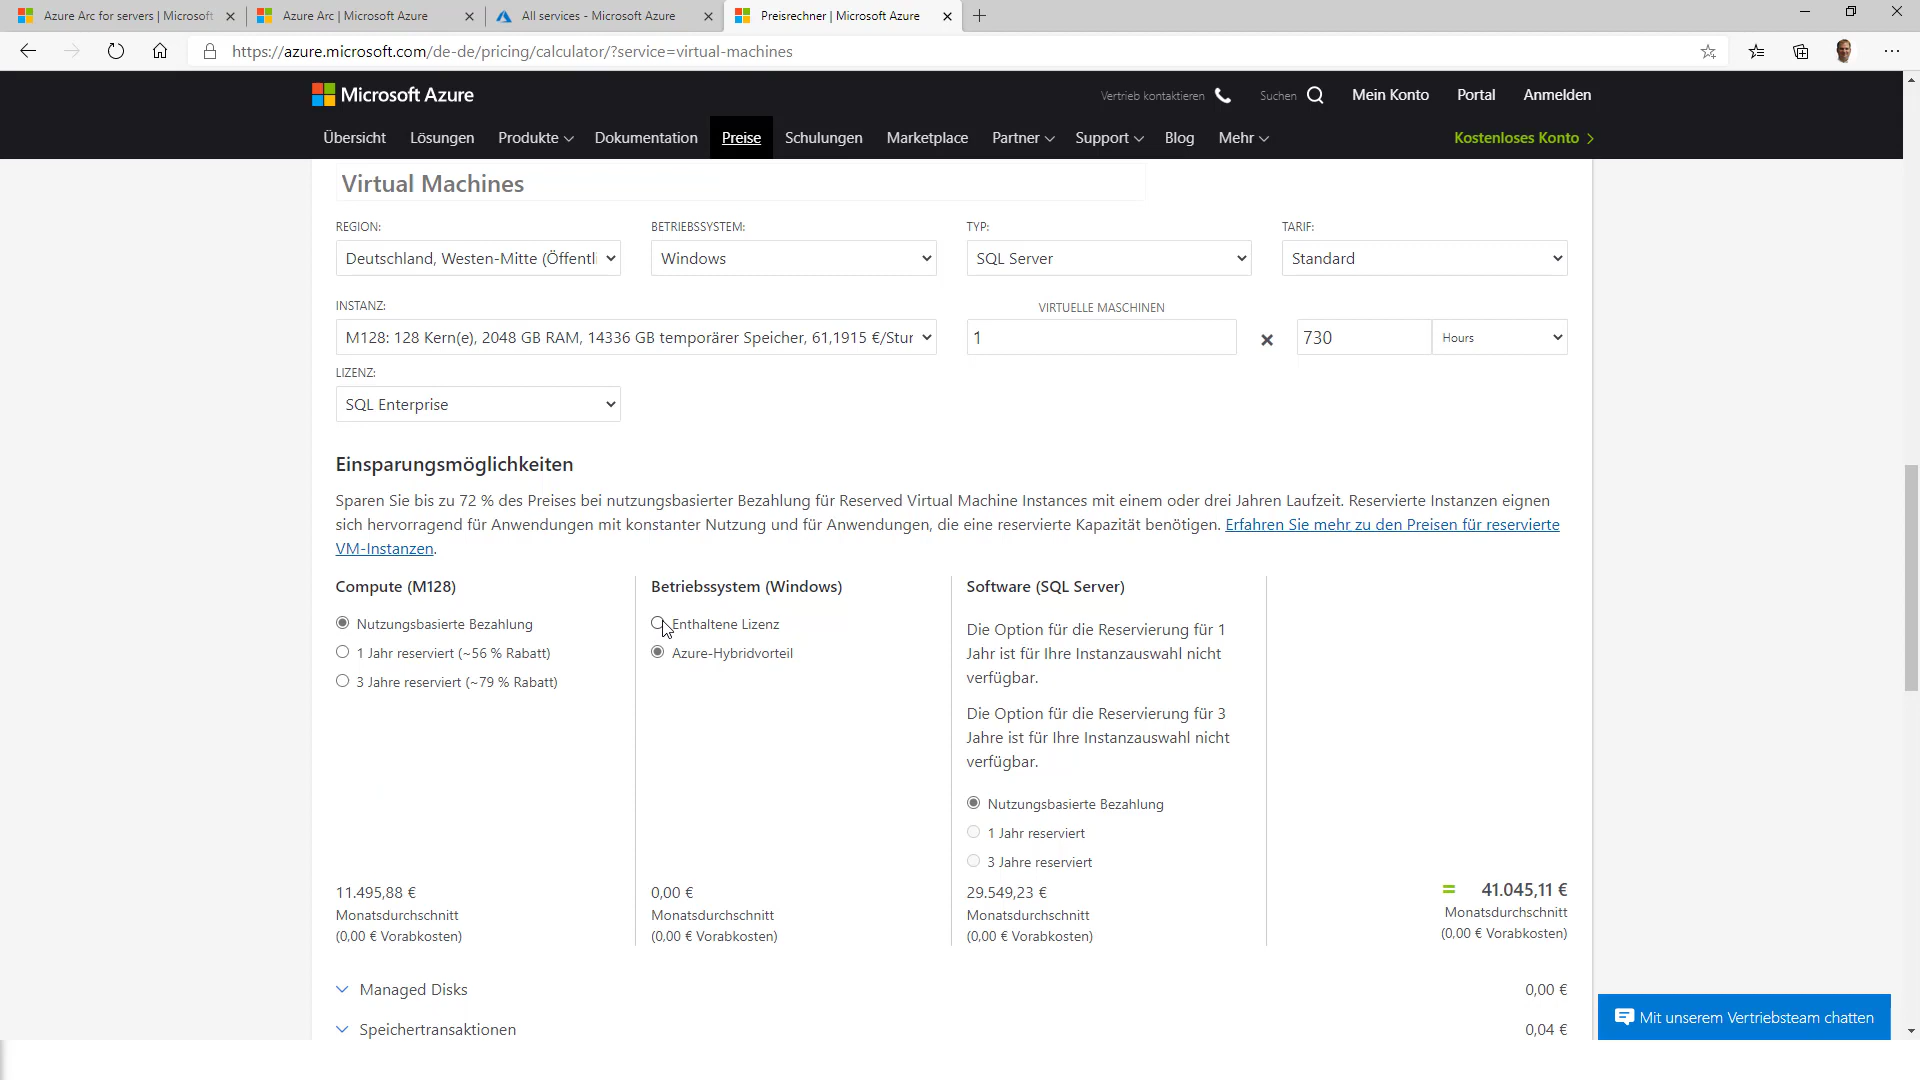 Azure Arc for servers | Microsoft
Azure Arc | Microsoft Azure
All services - Microsoft Azure
Preisrechner | Microsoft Azure
https://azure.microsoft.com/de-de/pricing/calculator/?service=virtual-machines
Microsoft Azure
Vertrieb kontaktieren
Suchen
Mein Konto
Portal
Anmelden
Übersicht
Lösungen
Produkte
Dokumentation
Preise
Schulungen
Marketplace
Partner
Support
Blog
Mehr
Kostenloses Konto
Virtual Machines
REGION:
BETRIEBSSYSTEM:
TYP:
TARIF:
Deutschland, Westen-Mitte (Öffentli
Windows
SQL Server
Standard
INSTANZ:
VIRTUELLE MASCHINEN
M128: 128 Kern(e), 2048 GB RAM, 14336 GB temporärer Speicher, 61,1915 €/Stur
1
730
Hours
LIZENZ:
SQL Enterprise
Einsparungsmöglichkeiten
Sparen Sie bis zu 72 % des Preises bei nutzungsbasierter Bezahlung für Reserved Virtual Machine Instances mit einem oder drei Jahren Laufzeit. Reservierte Instanzen eignen
sich hervorragend für Anwendungen mit konstanter Nutzung und für Anwendungen, die eine reservierte Kapazität benötigen. Erfahren Sie mehr zu den Preisen für reservierte
VM-Instanzen.
Compute (M128)
Nutzungsbasierte Bezahlung
1 Jahr reserviert (~56 % Rabatt)
3 Jahre reserviert (~79 % Rabatt)
11.495,88 €
Monatsdurchschnitt
(0,00 € Vorabkosten)
Betriebssystem (Windows)
Enthaltene Lizenz
Azure-Hybridvorteil
0,00 €
Monatsdurchschnitt
(0,00 € Vorabkosten)
Software (SQL Server)
Die Option für die Reservierung für 1
Jahr ist für Ihre Instanzauswahl nicht
verfügbar.
Die Option für die Reservierung für 3
Jahre ist für Ihre Instanzauswahl nicht
verfügbar.
Nutzungsbasierte Bezahlung
1 Jahr reserviert
3 Jahre reserviert
29.549,23 €
Monatsdurchschnitt
(0,00 € Vorabkosten)
= 41.045,11 €
Monatsdurchschnitt
(0,00 € Vorabkosten)
Managed Disks
0,00 €
Speichertransaktionen
0,04 €
Mit unserem Vertriebsteam chatten